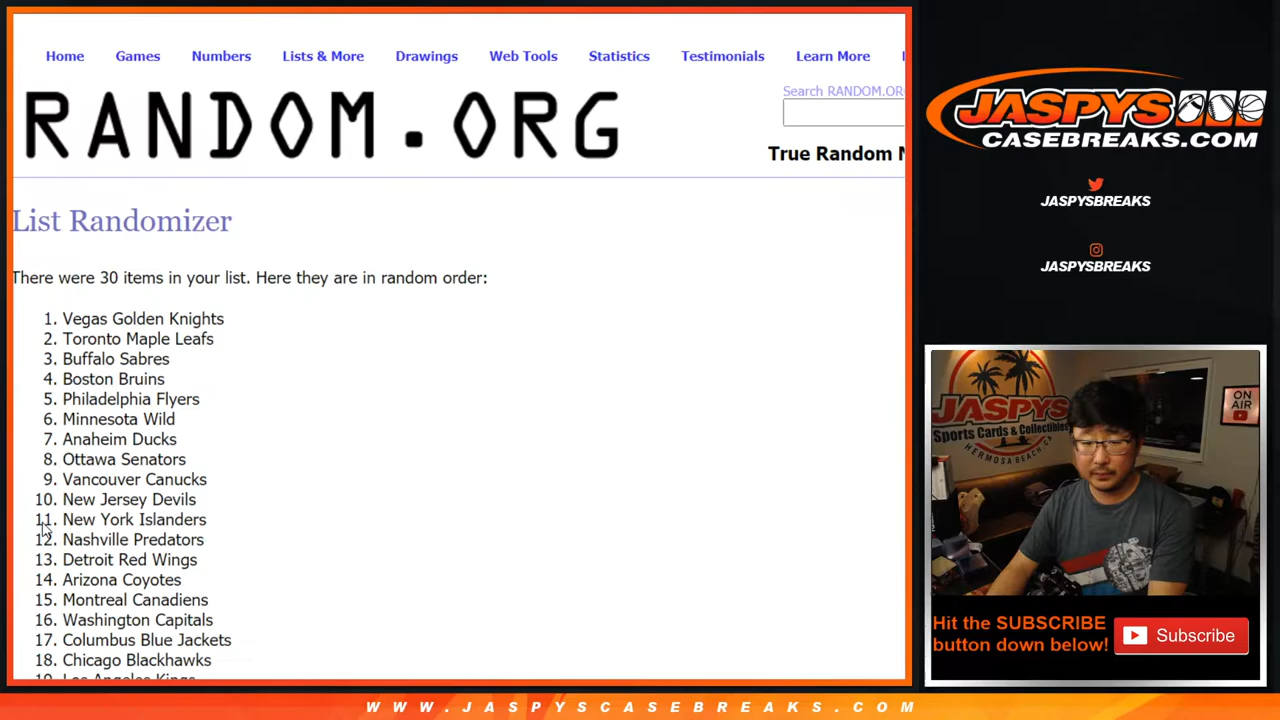 Home Games Numbers Lists & More Drawings Web Tools Statistics Testimonials Learn More
Search RANDOM.OR
RANDOM.ORG
True Random
List Randomizer
There were 30 items in your list. Here they are in random order:
1. Vegas Golden Knights
2. Toronto Maple Leafs
3. Buffalo Sabres
4. Boston Bruins
5. Philadelphia Flyers
6. Minnesota Wild
7. Anaheim Ducks
8. Ottawa Senators
9. Vancouver Canucks
10. New Jersey Devils
11. New York Islanders
12. Nashville Predators
13. Detroit Red Wings
14. Arizona Coyotes
15. Montreal Canadiens
16. Washington Capitals
17. Columbus Blue Jackets
18. Chicago Blackhawks
19. Los Angeles Kings
JASPYS
CASEBREAKS.COM
JASPYSBREAKS
JASPYSBREAKS
JASPYS
Sports Cards & Collectibles
HERMOSA BEACH, CA
ON
AIR
Hit the SUBSCRIBE
button down below!
Subscribe
WWW.JASPYSCASEBREAKS.COM